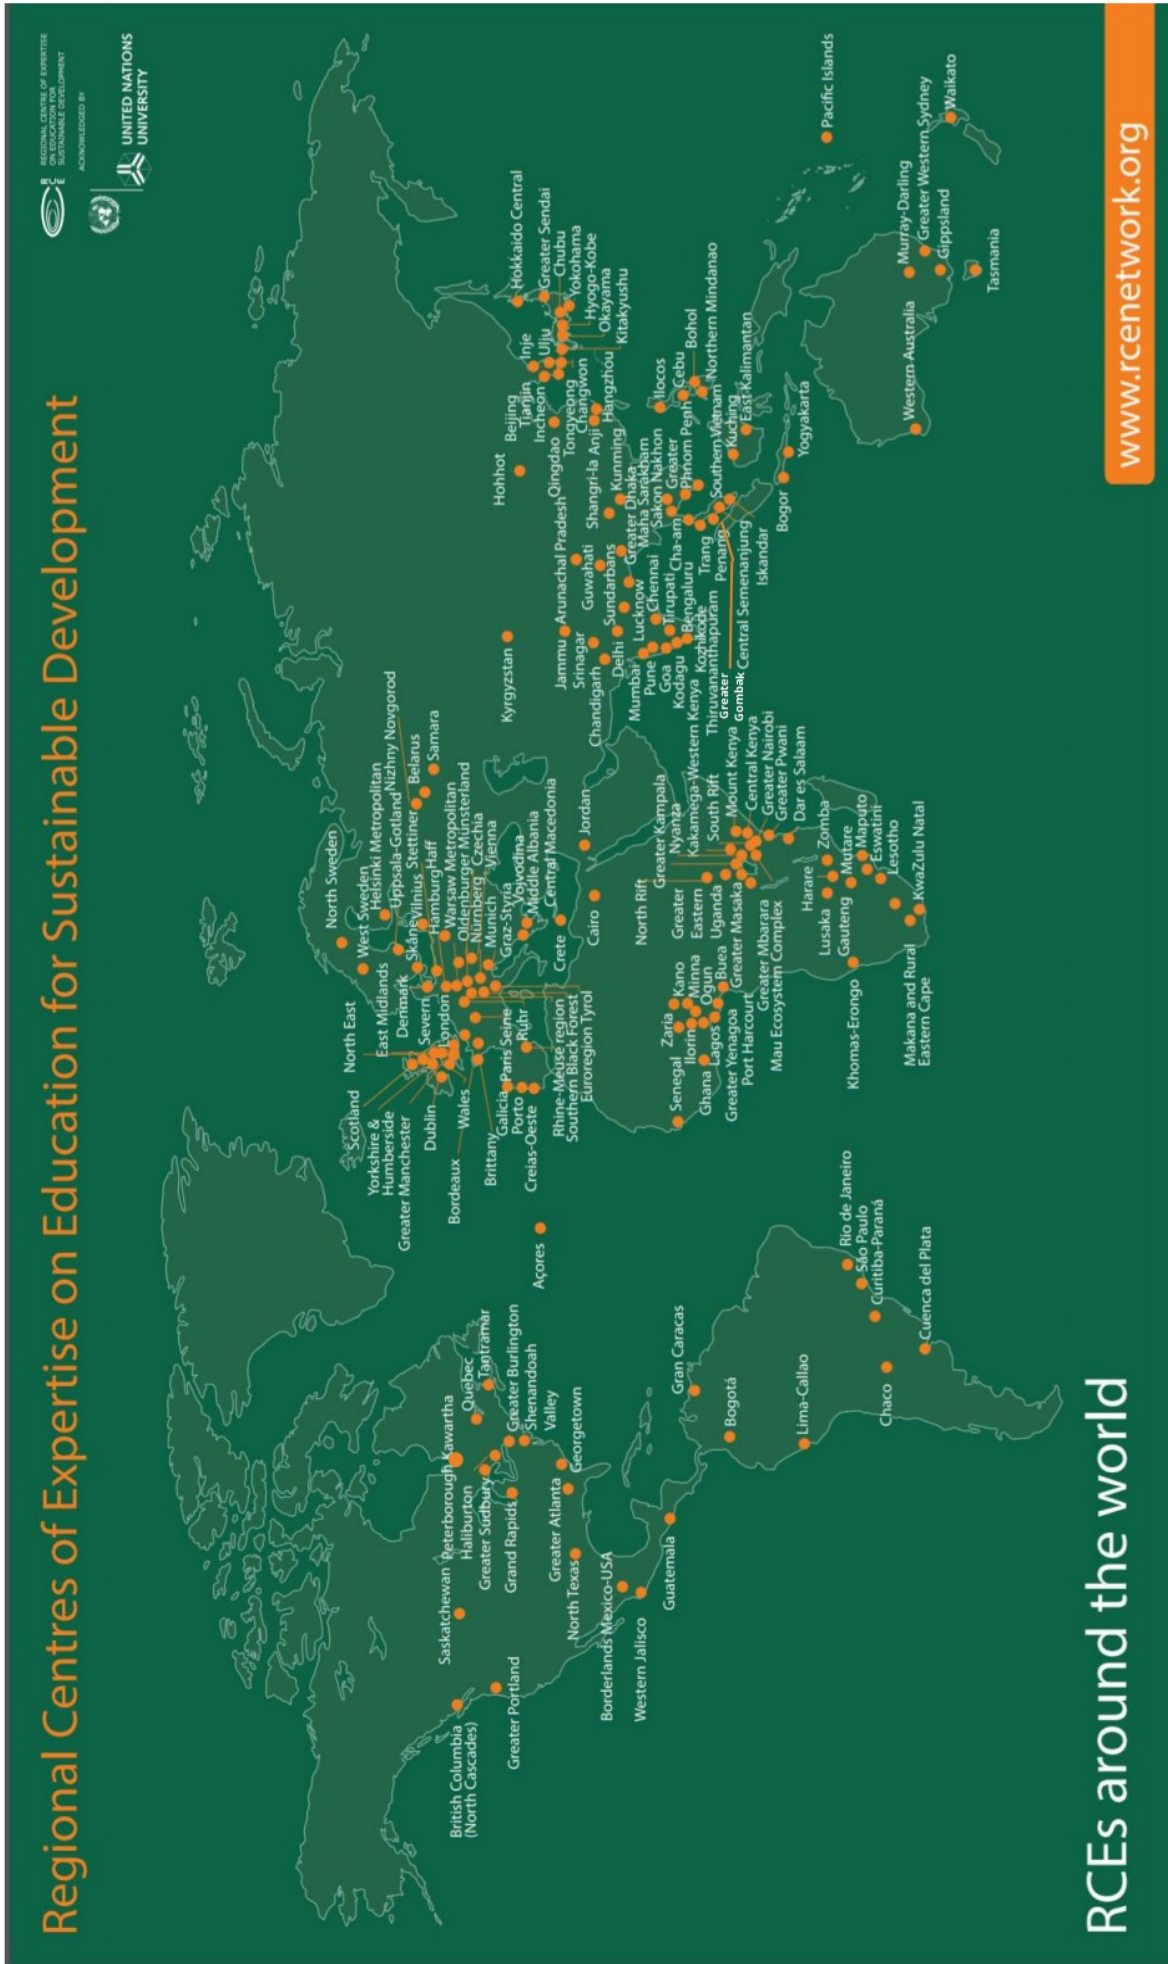 Regional Centres of Expertise on Education for Sustainable Development
REGIONAL CENTRE OF EXPERTISE
ON EDUCATION FOR
SUSTAINABLE DEVELOPMENT
ACKNOWLEDGED BY
UNITED NATIONS
UNIVERSITY
British Columbia
(North Cascades)
Greater Portland
Saskatchewan
Peterborough Kawartha
Haliburton
Greater Sudbury
Grand Rapids
Quebec
Tantramar
Greater Burlington
Shenandoah
Valley
Georgetown
Greater Atlanta
North Texas
Borderlands Mexico-USA
Western Jalisco
Guatemala
Gran Caracas
Bogotá
Lima-Callao
Chaco
Rio de Janeiro
São Paulo
Curitiba-Paraná
Cuenca del Plata
Açores
North East
Scotland
Yorkshire &
Humberside
Greater Manchester
East Midlands
Denmark
Severn
London
Dublin
Wales
Bordeaux
Brittany
Galicia
Porto
Creias-Oeste
Paris Seine
Ruhr
Rhine-Meuse region
Southern Black Forest
Euroregion Tyrol
North Sweden
West Sweden
Helsinki Metropolitan
Uppsala-Gotland
Nizhny Novgorod
Skåne
Vilnius
Stettiner
Haff
Belarus
Samara
Hamburg
Warsaw Metropolitan
Oldenburger Münsterland
Nürnberg
Czechia
Munich
Vienna
Graz-Styria
Vojvodina
Middle Albania
Central Macedonia
Crete
Cairo
Jordan
North Rift
Greater Kampala
Nyanza
Kakamega-Western Kenya
South Rift
Mount Kenya
Central Kenya
Greater Nairobi
Greater Pwani
Dar es Salaam
Greater
Eastern
Uganda
Greater Masaka
Greater Mbarara
Mau Ecosystem Complex
Zaria
Kano
Minna
Ogun
Buea
Ilorin
Lagos
Senegal
Ghana
Greater Yenagoa
Port Harcourt
Harare
Zomba
Lusaka
Mutare
Maputo
Gauteng
Eswatini
Lesotho
KwaZulu Natal
Khomas-Erongo
Makana and Rural
Eastern Cape
Kyrgyzstan
Jammu
Srinagar
Chandigarh
Delhi
Lucknow
Arunachal Pradesh
Guwahati
Sundarbans
Greater Dhaka
Mumbai
Pune
Goa
Kodagu
Chennai
Tirupati
Bengaluru
Kozhikode
Thiruvananthapuram
Greater
Gombak
Central Semenanjung
Hohhot
Beijing
Tianjin
Incheon
Inje
Ulju
Qingdao
Tongyeong
Changwon
Shangri-la
Anji
Hangzhou
Kunming
Hokkaido Central
Greater Sendai
Chubu
Yokohama
Hyogo-Kobe
Okayama
Kitakyushu
Maha Sarakham
Sakon Nakhon
Greater
Phnom Penh
Cha-am
Trang
Penang
Southern Vietnam
Iskandar
Ilocos
Cebu
Bohol
Northern Mindanao
Kuching
East Kalimantan
Bogor
Yogyakarta
Pacific Islands
Western Australia
Murray-Darling
Greater Western Sydney
Gippsland
Tasmania
Waikato
RCEs around the world
www.rcenetwork.org